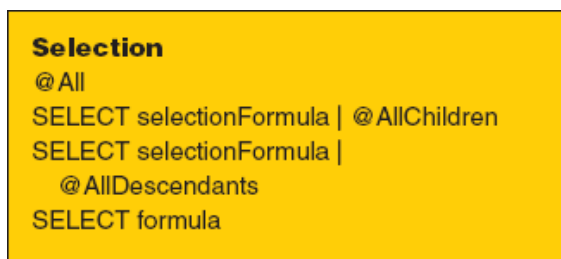 Selection
@All
SELECT selectionFormula | @AllChildren
SELECT selectionFormula |
@AllDescendants
SELECT formula